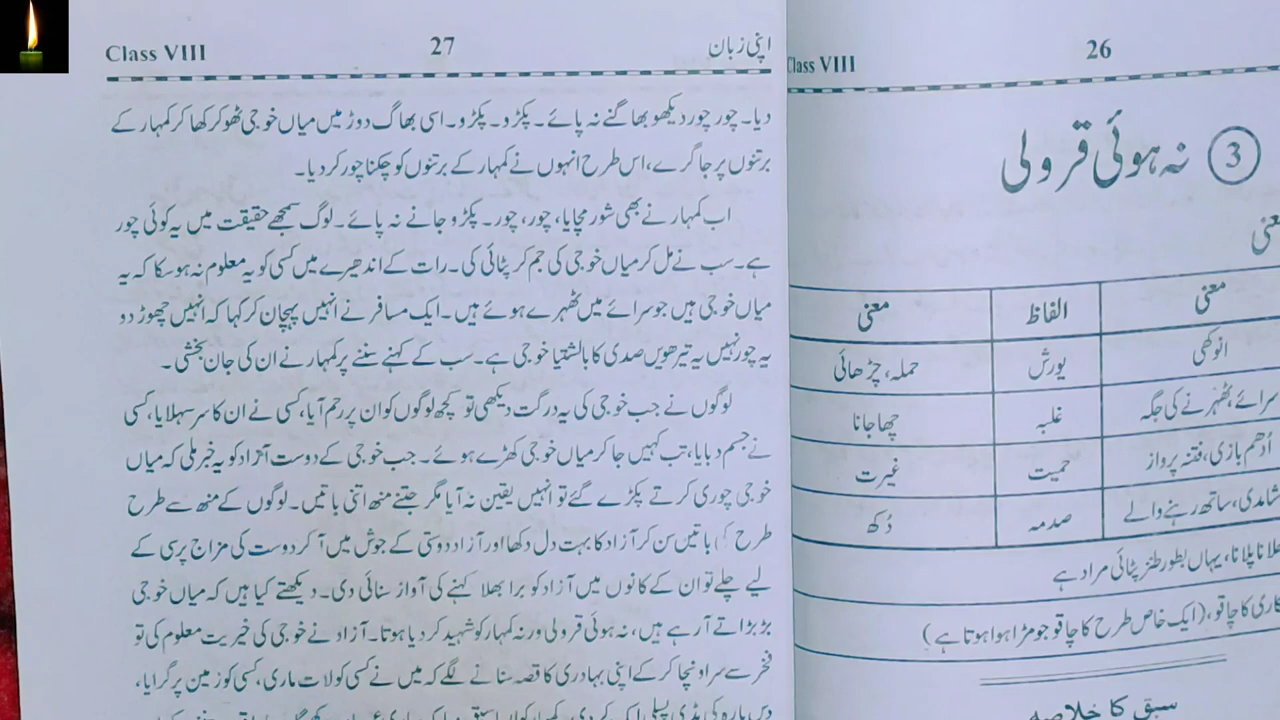 اپنی زبان 27 Class VIII
دیا۔ چور چور دیکھو بھاگنے نہ پائے۔ پکڑو۔ پکڑو۔ اسی بھاگ دوڑ میں میاں خوجی ٹھوکر کھا کر کمہار کے
برتنوں پر جا گرے، اس طرح انہوں نے کمہار کے برتنوں کو چکنا چور کر دیا۔
اب کمہار نے بھی شور مچایا، چور، چور۔ پکڑو جانے نہ پائے۔ لوگ سمجھے حقیقت میں یہ کوئی چور
ہے۔ سب نے مل کر میاں خوجی کی جم کر پٹائی کی۔ رات کے اندھیرے میں کسی کو یہ معلوم نہ ہو سکا کہ یہ
میاں خوجی ہیں جو سرائے میں ٹھہرے ہوئے ہیں۔ ایک مسافر نے انہیں پہچان کر کہا کہ انہیں چھوڑ دو
یہ چور نہیں یہ تیرھویں صدی کا بالشتیا خوجی ہے۔ سب کے کہنے سننے پر کمہار نے ان کی جان بخشی۔
لوگوں نے جب خوجی کی یہ درگت دیکھی تو کچھ لوگوں کو ان پر رحم آیا، کسی نے ان کا سر سہلایا، کسی
نے جسم دبایا، تب کہیں جا کر میاں خوجی کھڑے ہوئے۔ جب خوجی کے دوست آزاد کو یہ خبر ملی کہ میاں
خوجی چوری کرتے پکڑے گئے تو انہیں یقین نہ آیا مگر جتنے منھ اتنی باتیں۔ لوگوں کے منھ سے طرح
طرح کی باتیں سن کر آزاد کا بہت دل دکھا اور آزاد دوستی کے جوش میں آ کر دوست کی مزاج پرسی کے
لیے چلے تو ان کے کانوں میں آزاد کو برا بھلا کہنے کی آواز سنائی دی۔ دیکھتے کیا ہیں کہ میاں خوجی
بڑبڑاتے آ رہے ہیں، نہ ہوئی قرولی ورنہ کمہار کو شہید کر دیا ہوتا۔ آزاد نے خوجی کی خیریت معلوم کی تو
فخر سے سر اونچا کر کے اپنی بہادری کا قصہ سنانے لگے کہ میں نے کسی کو لات ماری، کسی کو زمین پر گرایا،
دس بارہ کی ہڈی پسلی ایک کر دی۔
26 Class VIII
3 نہ ہوئی قرولی
معنی الفاظ معنی
انوکھی یورش حملہ، چڑھائی
سرائے، ٹھہرنے کی جگہ غلبہ چھا جانا
اُدھم بازی، فتنہ پرواز حمیت غیرت
ساتھ رہنے والے صدمہ دُکھ
پلانا، یہاں بطور طنز پٹائی مراد ہے
کا چاقو، (ایک خاص طرح کا چاقو جو مڑا ہوا ہوتا ہے)
سبق کا خلاصہ